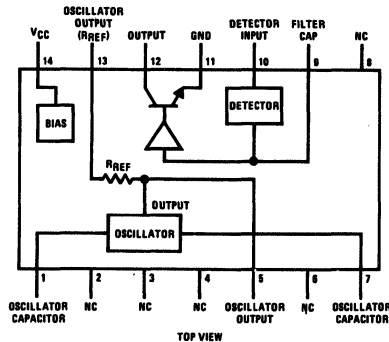 OSCILLATOR
OUTPUT
(RREF)
VCC
OUTPUT
GND
DETECTOR
INPUT
FILTER
CAP
NC
14
13
12
11
10
9
8
BIAS
DETECTOR
RREF
OUTPUT
OSCILLATOR
1
2
3
4
5
6
7
OSCILLATOR
CAPACITOR
NC
NC
NC
OSCILLATOR
OUTPUT
NC
OSCILLATOR
CAPACITOR
TOP VIEW